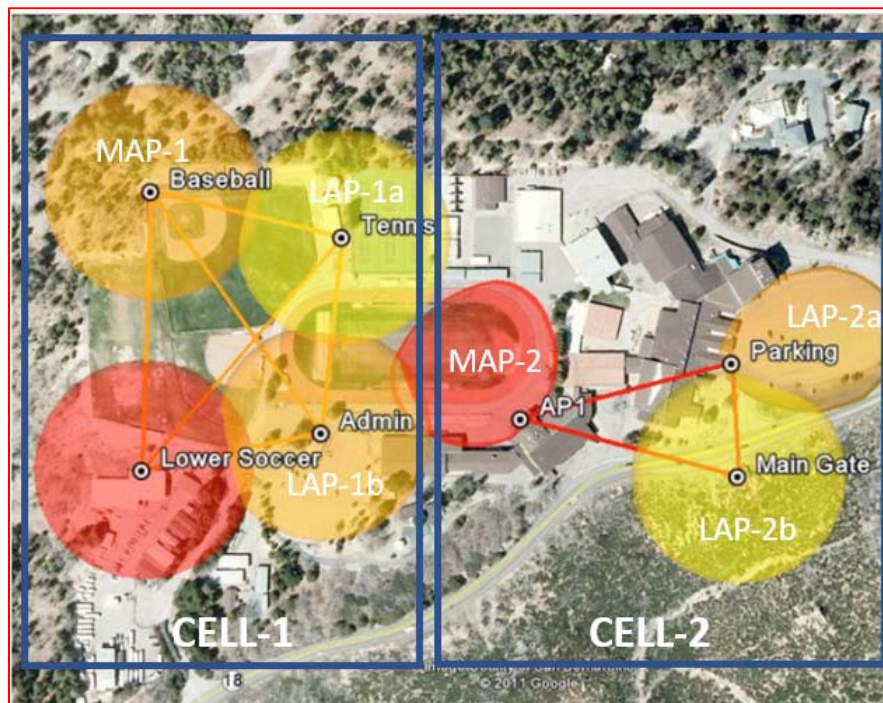 MAP-1
Baseball
LAP-1a
Tennis
MAP-2
LAP-2a
Parking
AP1
Admin
Lower Soccer
LAP-1b
Main Gate
LAP-2b
CELL-1
CELL-2
18
© 2011 Google